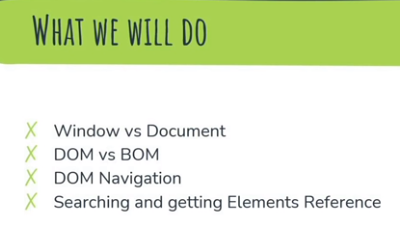 What we will do
Window vs Document
DOM vs BOM
DOM Navigation
Searching and getting Elements Reference